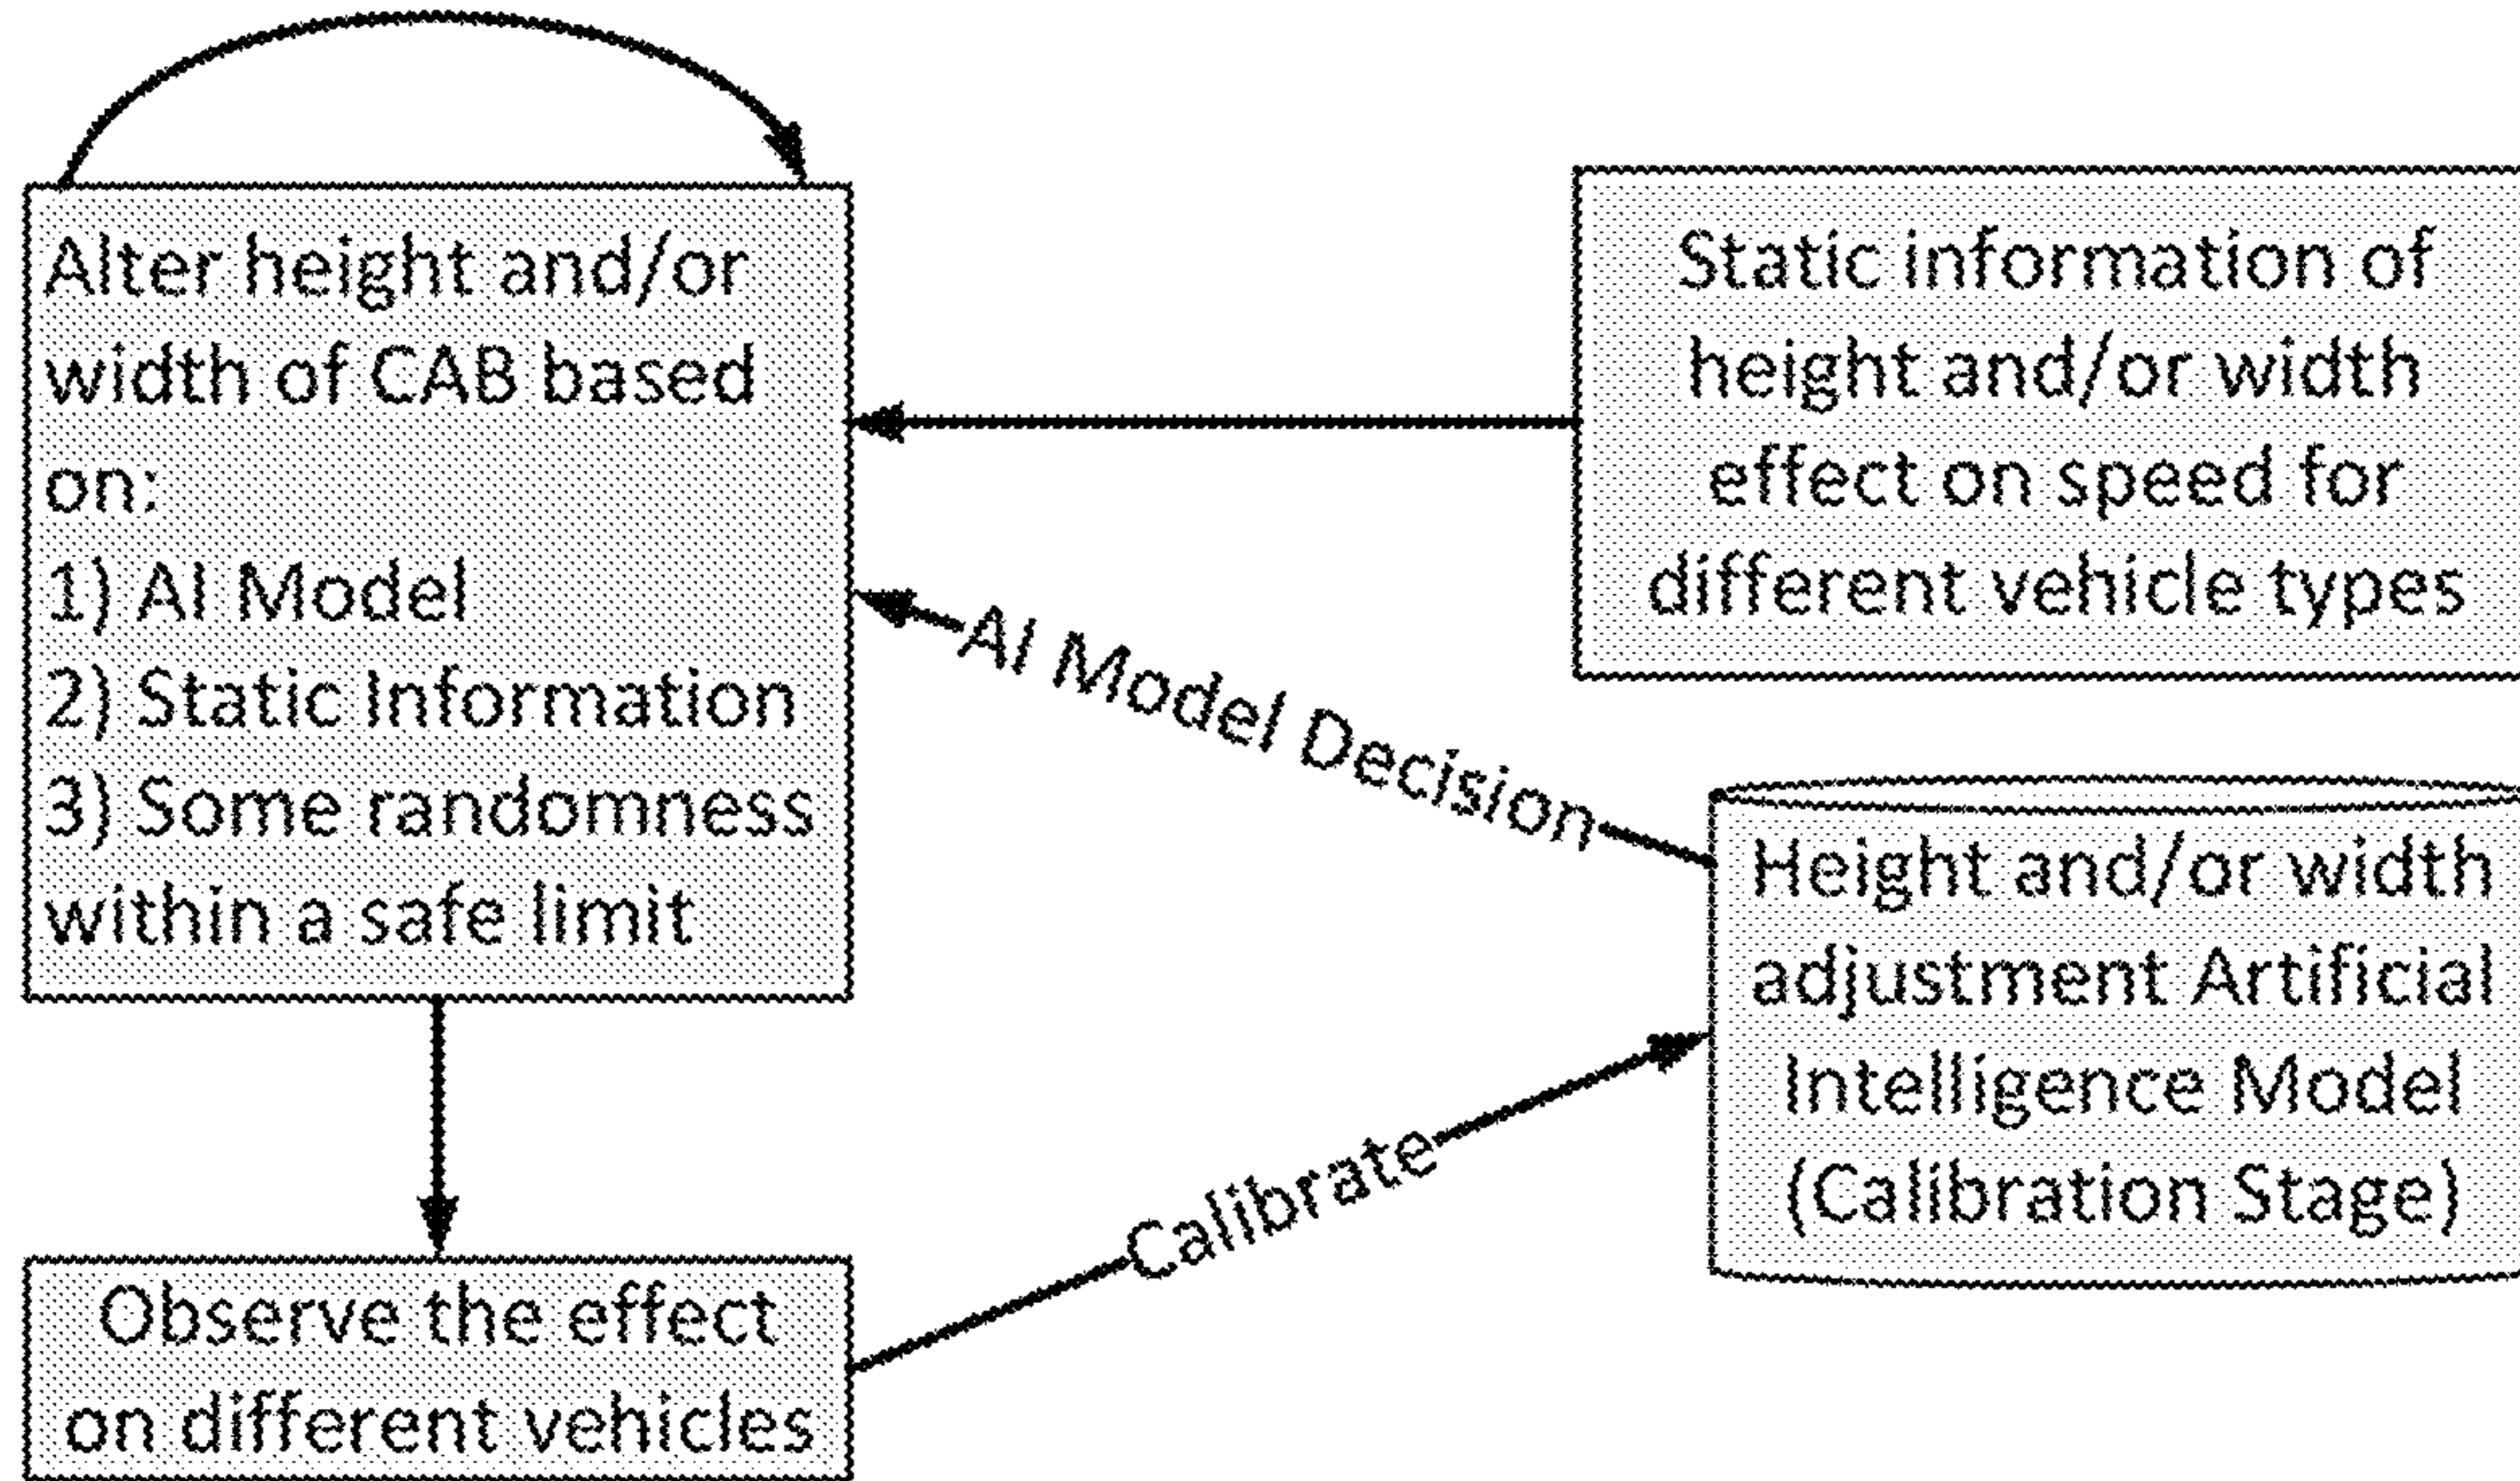 Alter height and/or
width of CAB based
on:
1) AI Model
2) Static Information
3) Some randomness
within a safe limit
Static information of
height and/or width
effect on speed for
different vehicle types
AI Model Decision
Height and/or width
adjustment Artificial
Intelligence Model
(Calibration Stage)
Calibrate
Observe the effect
on different vehicles